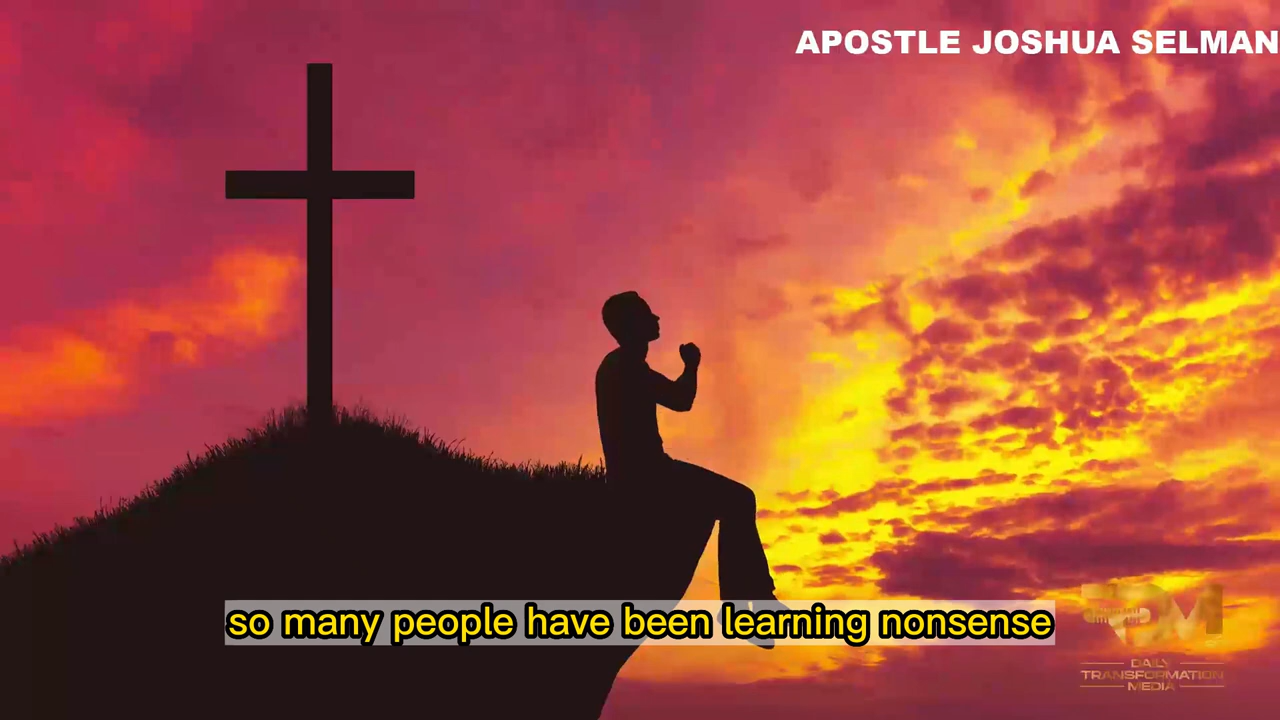 APOSTLE JOSHUA SELMAN
so many people have been learning nonsense
DAILY
TRANSFORMATION
MEDIA